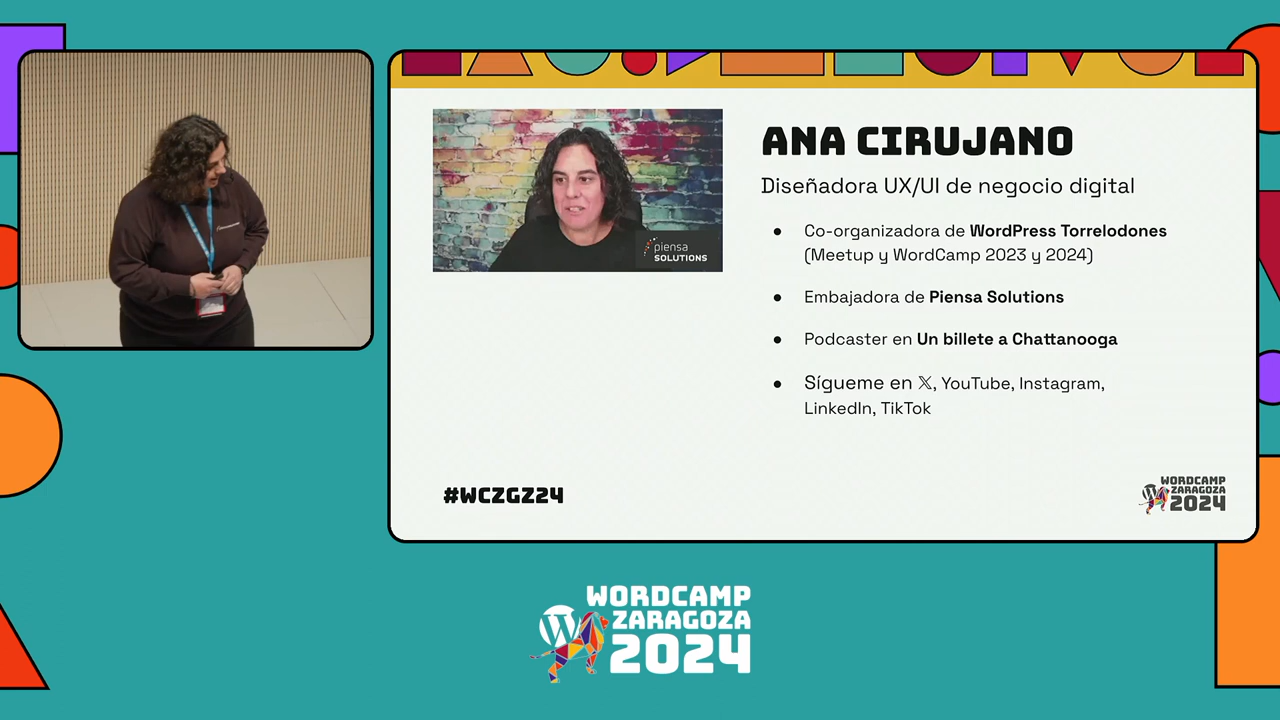 ANA CIRUJANO
Diseñadora UX/UI de negocio digital
● Co-organizadora de WordPress Torrelodones
(Meetup y WordCamp 2023 y 2024)
● Embajadora de Piensa Solutions
● Podcaster en Un billete a Chattanooga
● Sígueme en 𝕏, YouTube, Instagram,
LinkedIn, TikTok
piensa
SOLUTIONS
#WCZGZ24
WORDCAMP
ZARAGOZA
2024
WORDCAMP
ZARAGOZA
2024